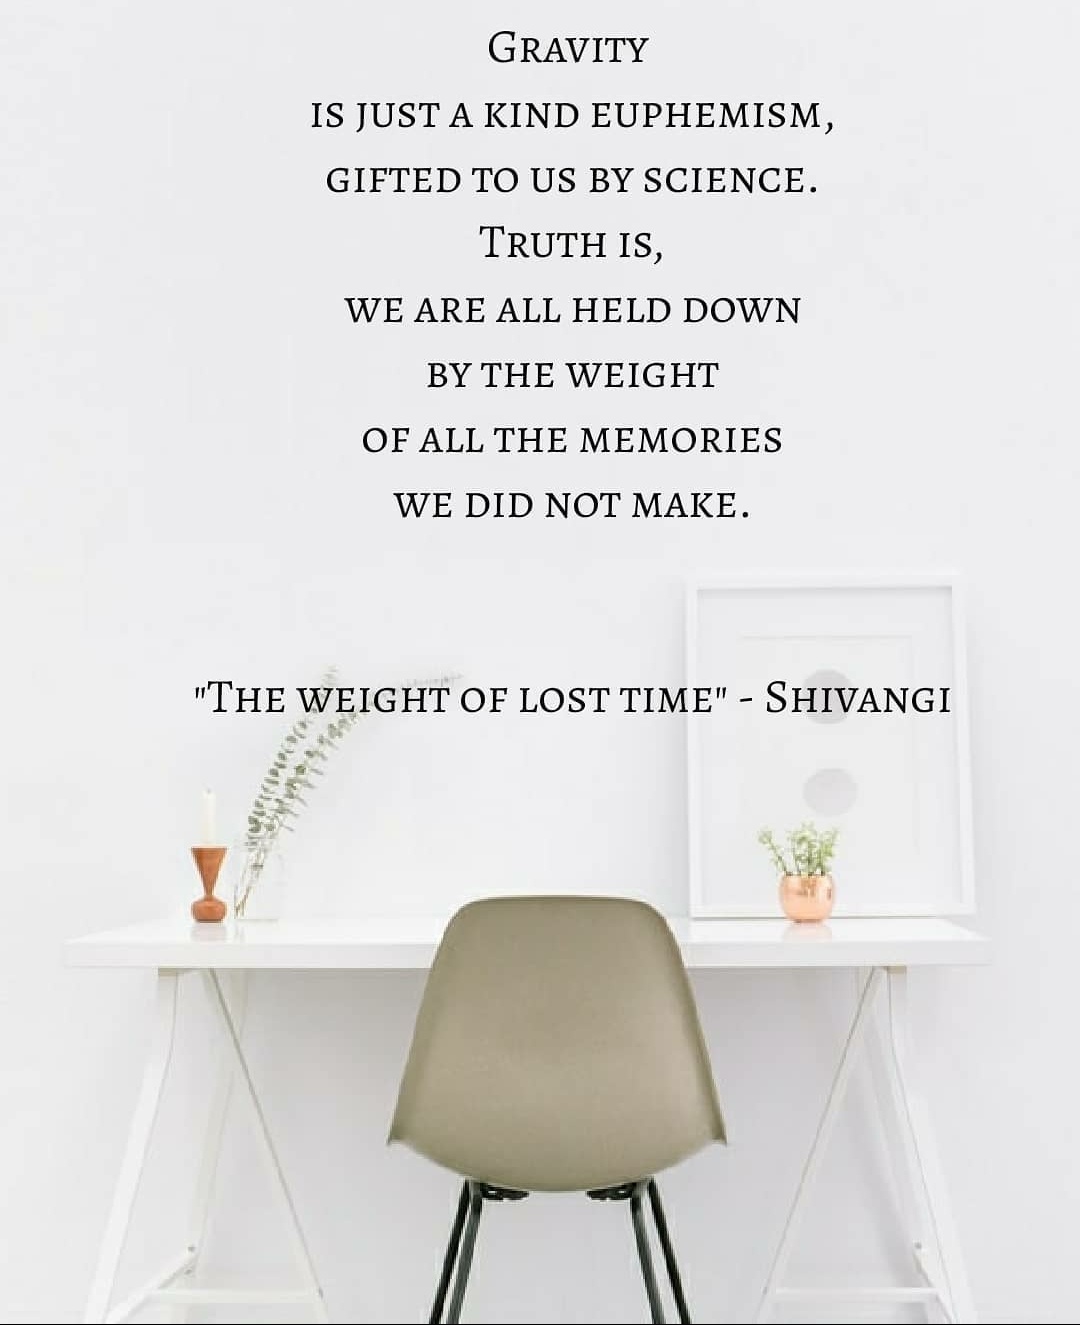 Gravity
is just a kind euphemism,
gifted to us by science.
Truth is,
we are all held down
by the weight
of all the memories
we did not make.
"The weight of lost time" - Shivangi